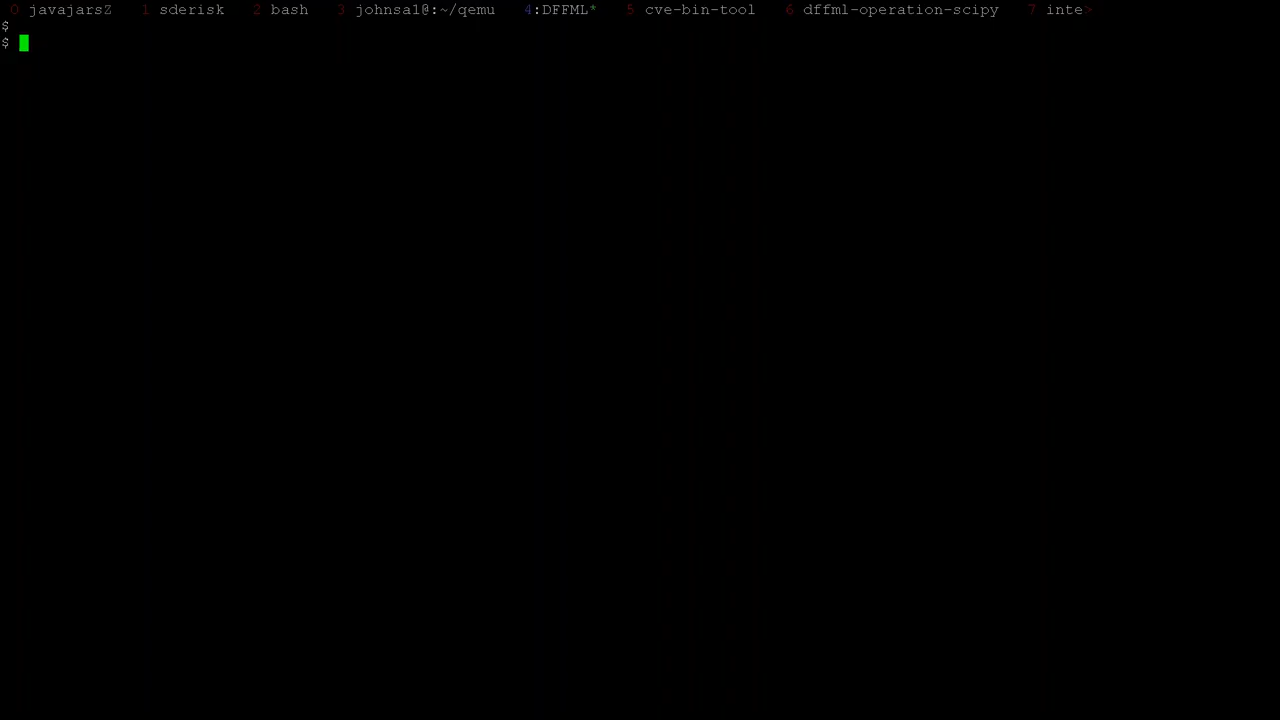 0 javajarsZ 1 sderisk 2 bash 3 johnsal@:~/qemu 4:DFFML* 5 cve-bin-tool 6 dffml-operation-scipy 7 inte>
$
$